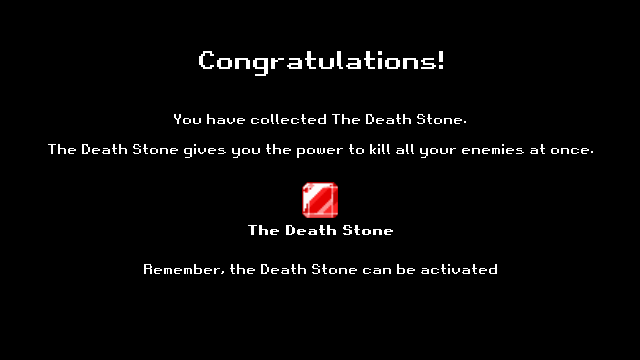 Congratulations!
You have collected The Death Stone.
The Death Stone gives you the power to kill all your enemies at once.
The Death Stone
Remember, the Death Stone can be activated